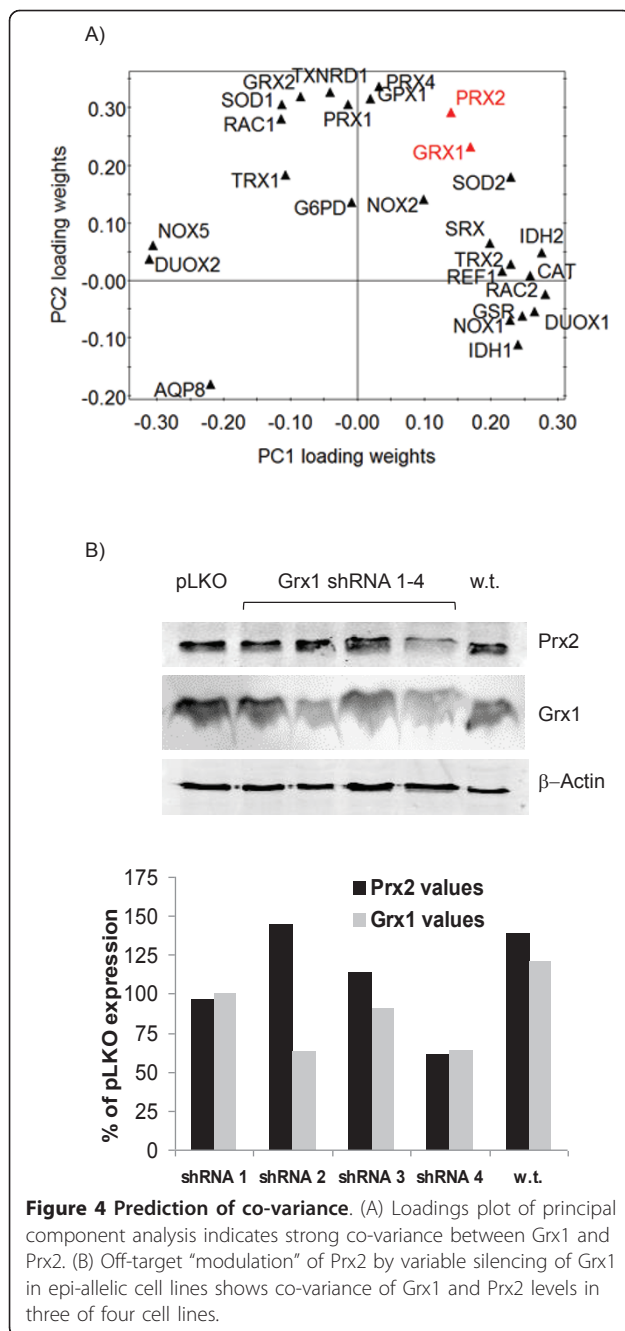 A)
TXNRD1
GRX2 PRX4
SOD1 GPX1 PRX2
RAC1 PRX1
GRX1
TRX1 SOD2
G6PD NOX2
NOX5 SRX IDH2
DUOX2 TRX2 CAT
REF1
RAC2
GSR DUOX1
NOX1
IDH1
AQP8
PC2 loading weights
0.30
0.20
0.10
-0.00
-0.10
-0.20
-0.30 -0.20 -0.10 -0.00 0.10 0.20 0.30
PC1 loading weights
B)
pLKO Grx1 shRNA 1-4 w.t.
Prx2
Grx1
β–Actin
% of pLKO expression
175
150
125
100
75
50
25
0
Prx2 values
Grx1 values
shRNA 1 shRNA 2 shRNA 3 shRNA 4 w.t.
Figure 4 Prediction of co-variance. (A) Loadings plot of principal
component analysis indicates strong co-variance between Grx1 and
Prx2. (B) Off-target “modulation” of Prx2 by variable silencing of Grx1
in epi-allelic cell lines shows co-variance of Grx1 and Prx2 levels in
three of four cell lines.